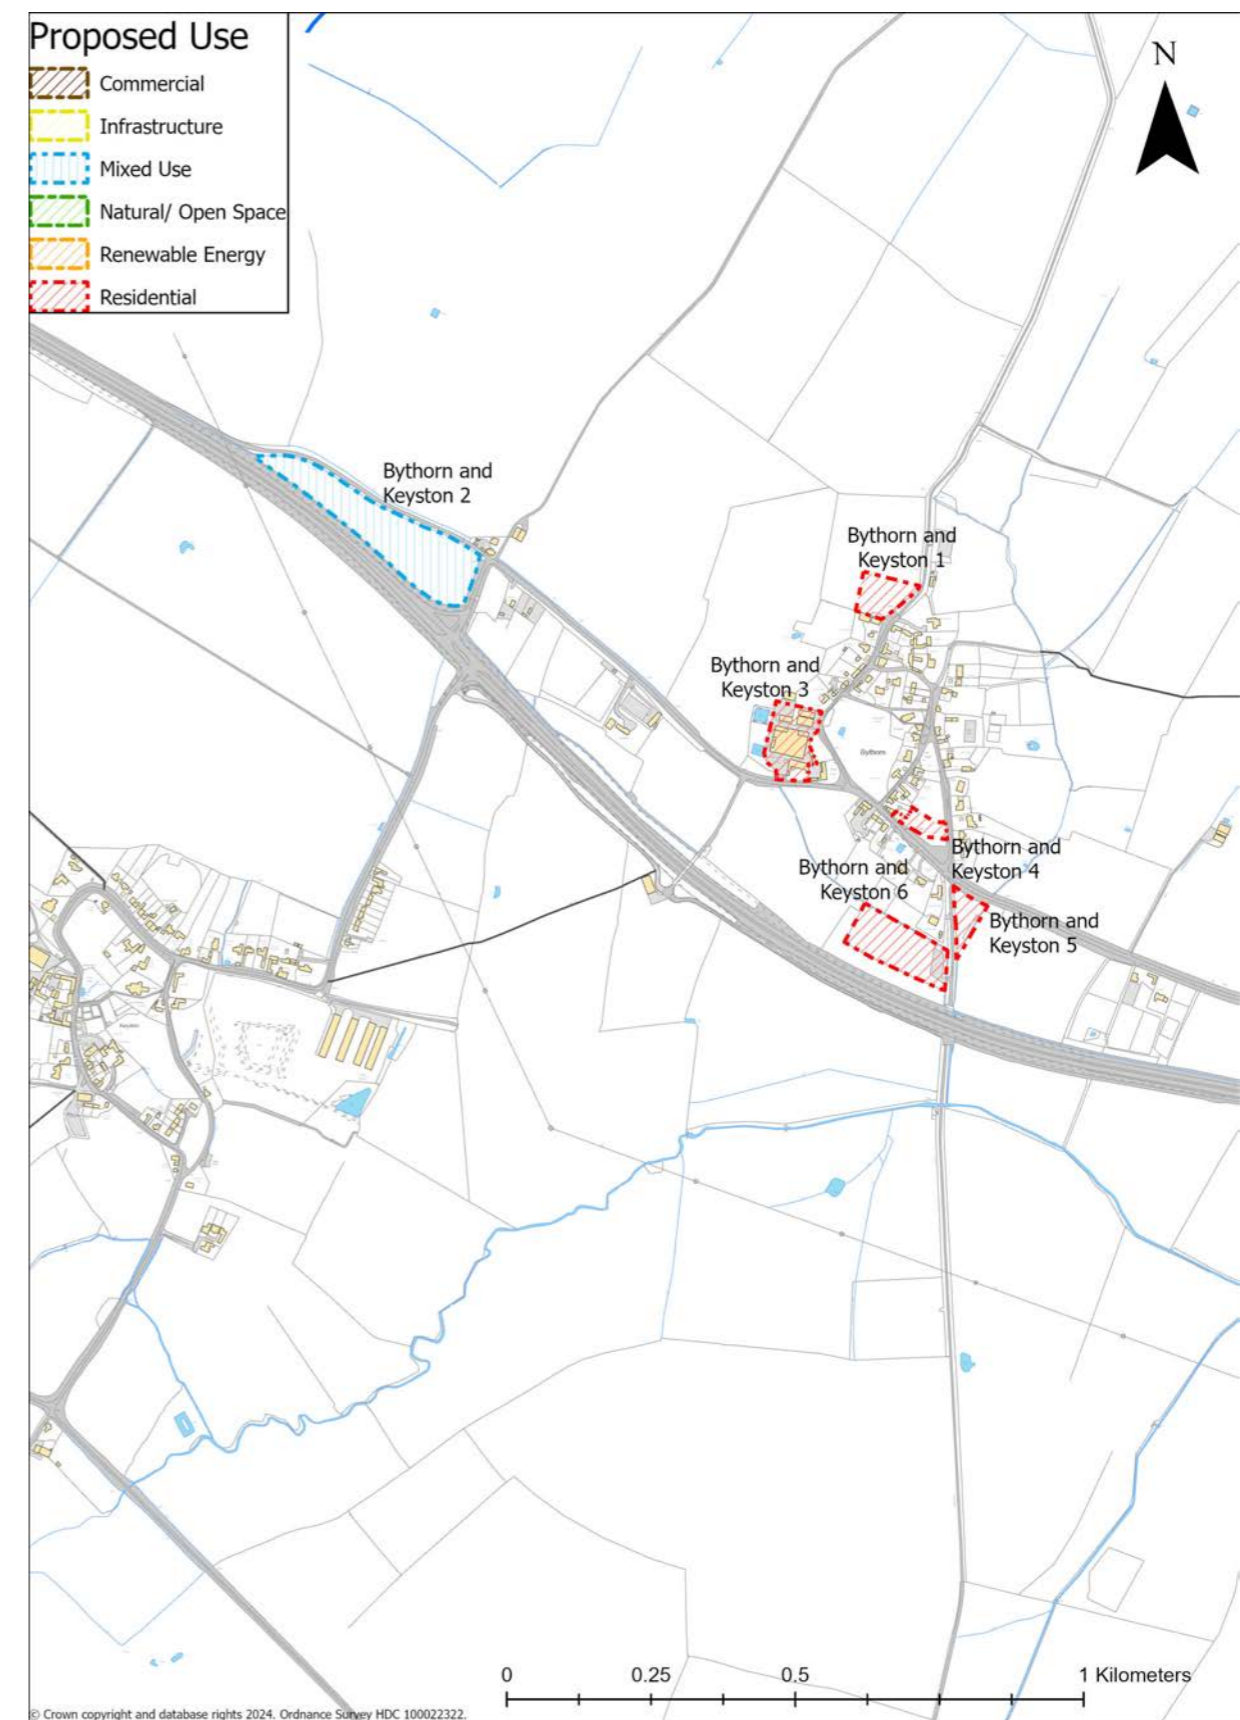 Proposed Use
Commercial
Infrastructure
Mixed Use
Natural/ Open Space
Renewable Energy
Residential
N
Bythorn and
Keyston 2
Bythorn and
Keyston 1
Bythorn and
Keyston 3
Bythorn
Bythorn and
Keyston 4
Bythorn and
Keyston 6
Bythorn and
Keyston 5
0 0.25 0.5 1 Kilometers
© Crown copyright and database rights 2024. Ordnance Survey HDC 100022322.